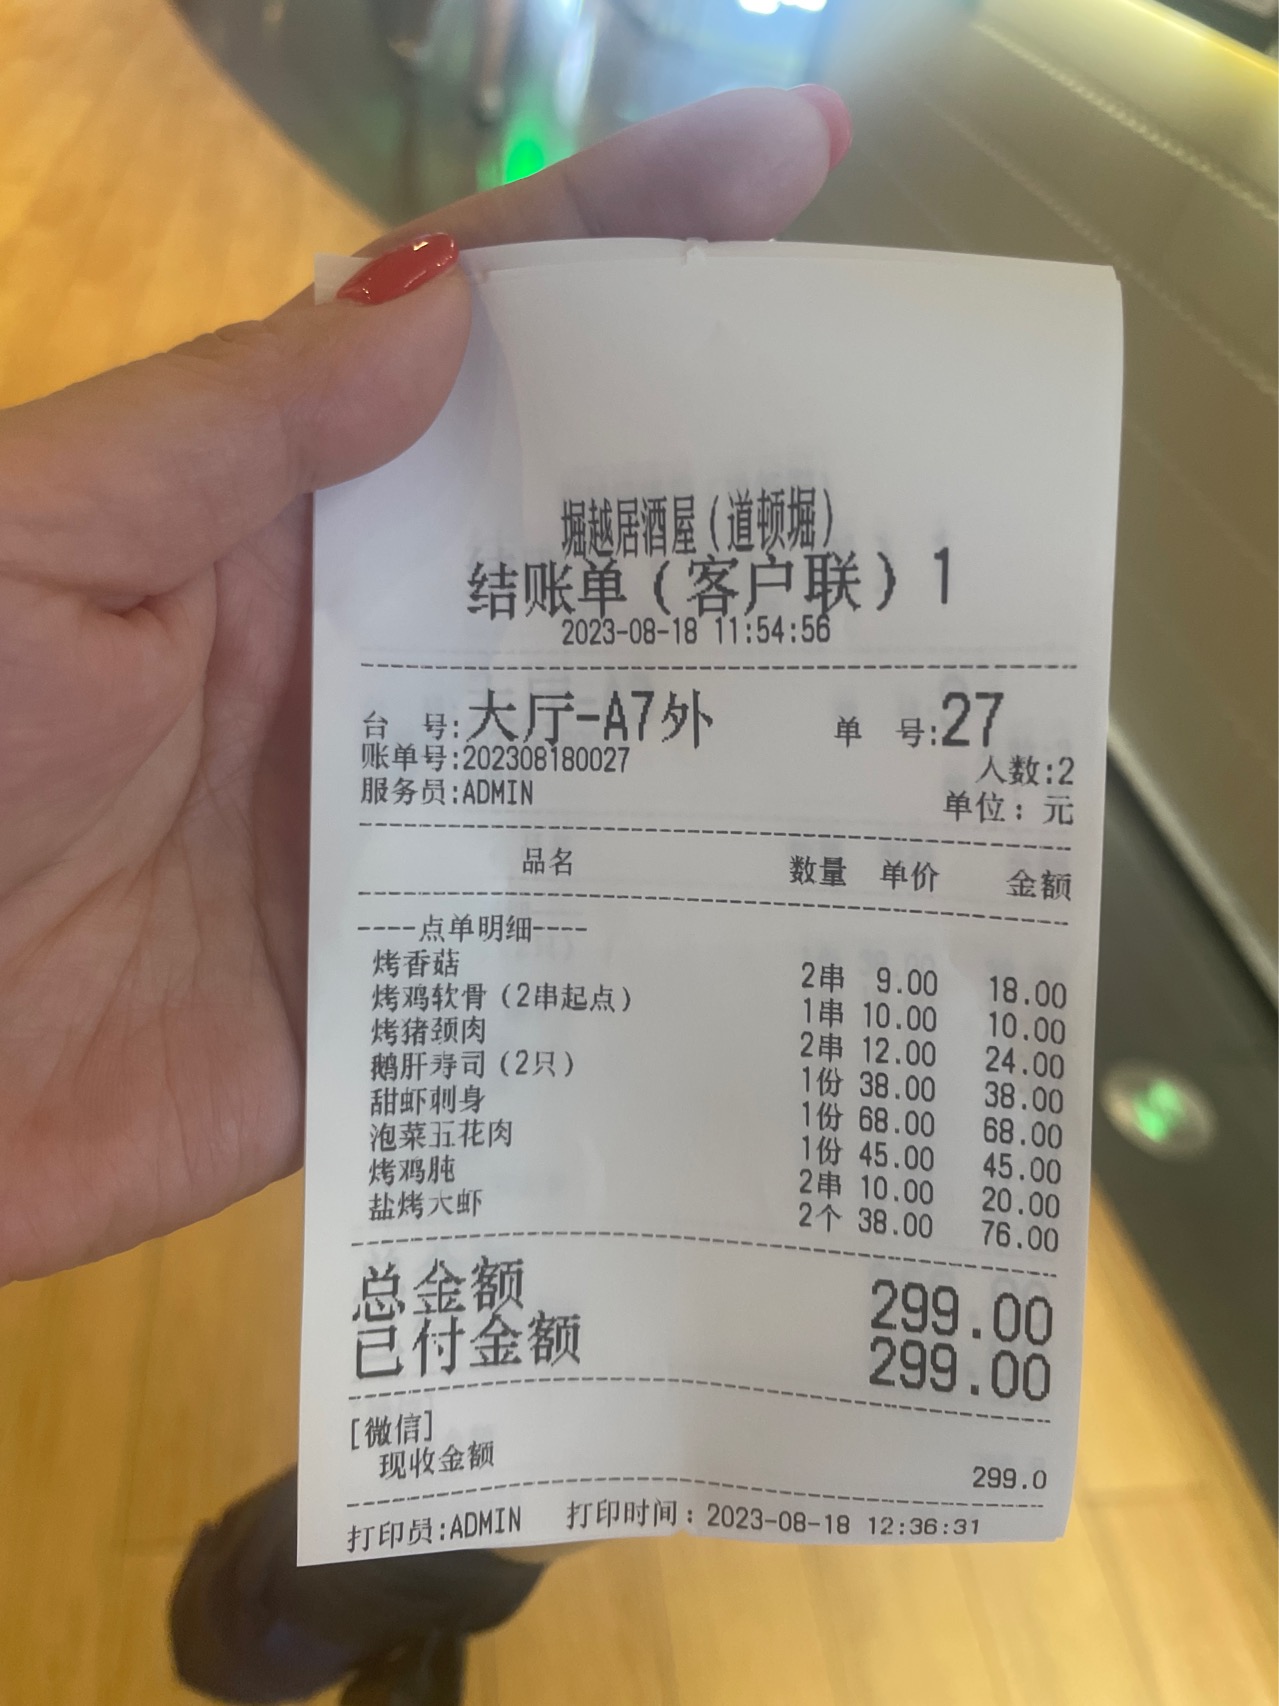 堀越居酒屋(道顿堀)
结账单(客户联)1
2023-08-18 11:54:56
台 号:大厅-A7外 单 号:27
账单号:202308180027 人数:2
服务员:ADMIN 单位: 元
品名 数量 单价 金额
----点单明细----
烤香菇 2串 9.00 18.00
烤鸡软骨(2串起点) 1串 10.00 10.00
烤猪颈肉 2串 12.00 24.00
鹅肝寿司(2只) 1份 38.00 38.00
甜虾刺身 1份 68.00 68.00
泡菜五花肉 1份 45.00 45.00
烤鸡肫 2串 10.00 20.00
盐烤大虾 2个 38.00 76.00
总金额 299.00
已付金额 299.00
[微信]
现收金额 299.0
打印员:ADMIN 打印时间: 2023-08-18 12:36:31